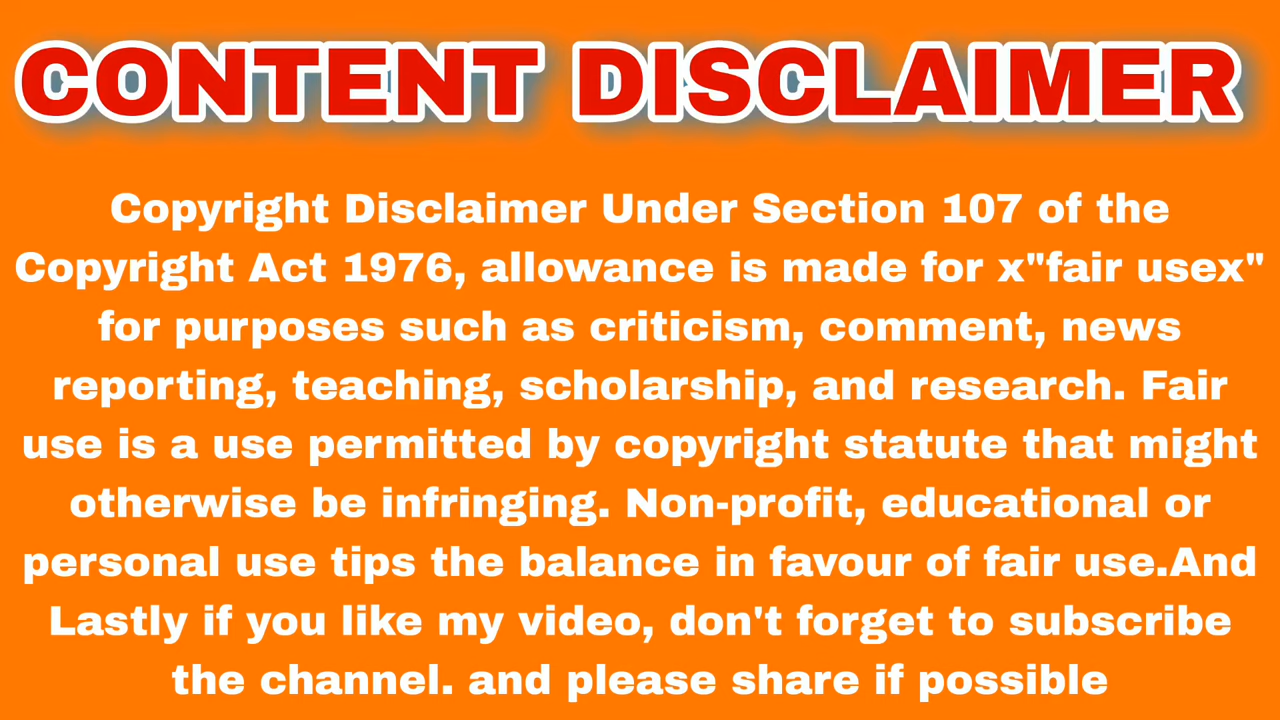 CONTENT DISCLAIMER
Copyright Disclaimer Under Section 107 of the
Copyright Act 1976, allowance is made for x"fair usex"
for purposes such as criticism, comment, news
reporting, teaching, scholarship, and research. Fair
use is a use permitted by copyright statute that might
otherwise be infringing. Non-profit, educational or
personal use tips the balance in favour of fair use.And
Lastly if you like my video, don't forget to subscribe
the channel. and please share if possible